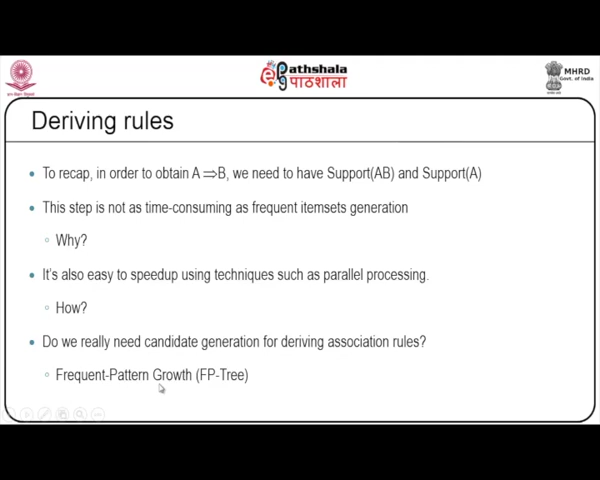 ePathshala
पाठशाला
MHRD
Govt. of India
Deriving rules
To recap, in order to obtain A ⇒B, we need to have Support(AB) and Support(A)
This step is not as time-consuming as frequent itemsets generation
Why?
It's also easy to speedup using techniques such as parallel processing.
How?
Do we really need candidate generation for deriving association rules?
Frequent-Pattern Growth (FP-Tree)